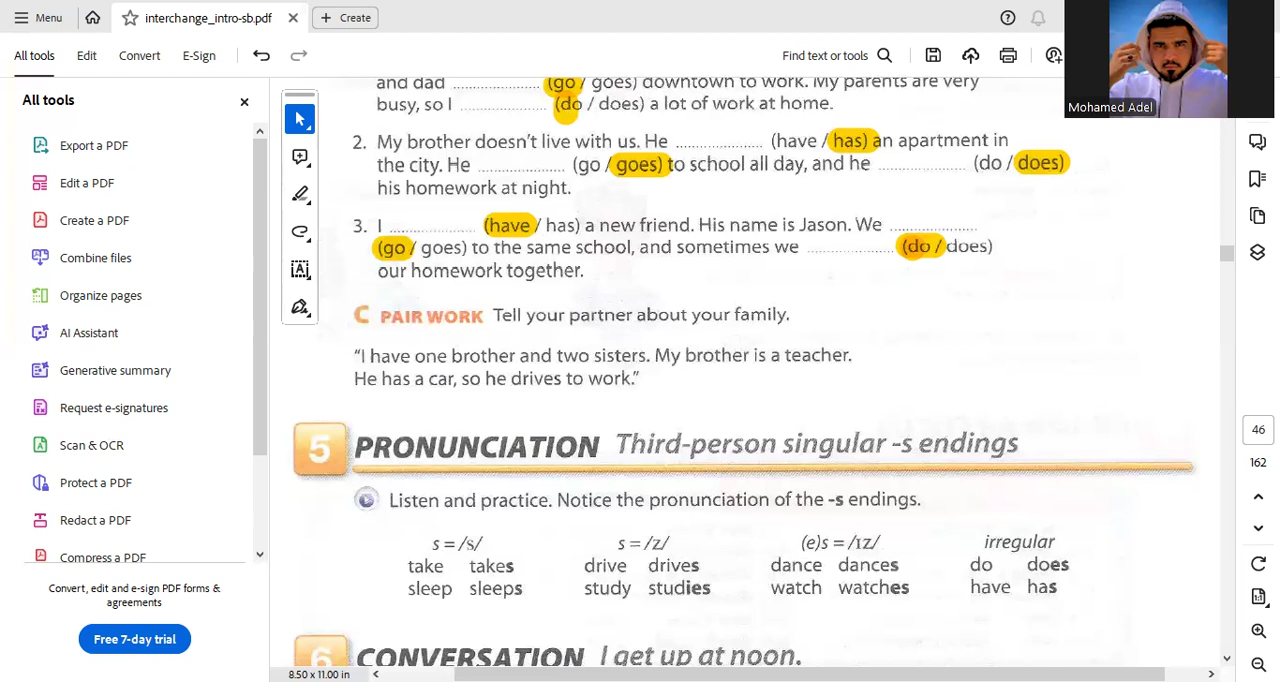 Menu
interchange_intro-sb.pdf
Create
All tools
Edit
Convert
E-Sign
Find text or tools
Mohamed Adel
All tools
Export a PDF
Edit a PDF
Create a PDF
Combine files
Organize pages
AI Assistant
Generative summary
Request e-signatures
Scan & OCR
Protect a PDF
Redact a PDF
Compress a PDF
Convert, edit and e-sign PDF forms &
agreements
Free 7-day trial
and dad .................... (go / goes) downtown to work. My parents are very
busy, so I .................... (do / does) a lot of work at home.
2. My brother doesn't live with us. He .................... (have / has) an apartment in
the city. He .................... (go / goes) to school all day, and he .................... (do / does)
his homework at night.
3. I .................... (have / has) a new friend. His name is Jason. We ....................
(go / goes) to the same school, and sometimes we .................... (do / does)
our homework together.
C PAIR WORK Tell your partner about your family.
"I have one brother and two sisters. My brother is a teacher.
He has a car, so he drives to work."
5 PRONUNCIATION Third-person singular -s endings
Listen and practice. Notice the pronunciation of the -s endings.
s = /s/ s = /z/ (e)s = /ɪz/ irregular
take takes drive drives dance dances do does
sleep sleeps study studies watch watches have has
6 CONVERSATION I get up at noon.
8.50 x 11.00 in
46
162